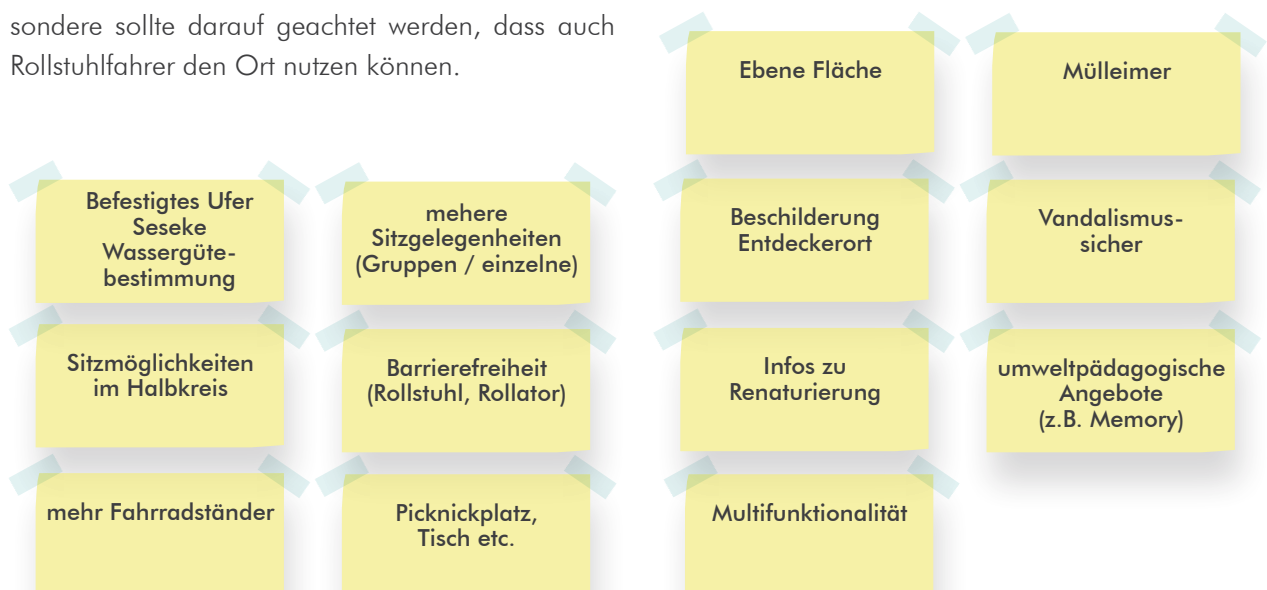 sondere sollte darauf geachtet werden, dass auch
Rollstuhlfahrer den Ort nutzen können.
Befestigtes Ufer
Seseke
Wassergüte-
bestimmung
mehere
Sitzgelegenheiten
(Gruppen / einzelne)
Sitzmöglichkeiten
im Halbkreis
Barrierefreiheit
(Rollstuhl, Rollator)
mehr Fahrradständer
Picknickplatz,
Tisch etc.
Ebene Fläche
Mülleimer
Beschilderung
Entdeckerort
Vandalismus-
sicher
Infos zu
Renaturierung
umweltpädagogische
Angebote
(z.B. Memory)
Multifunktionalität